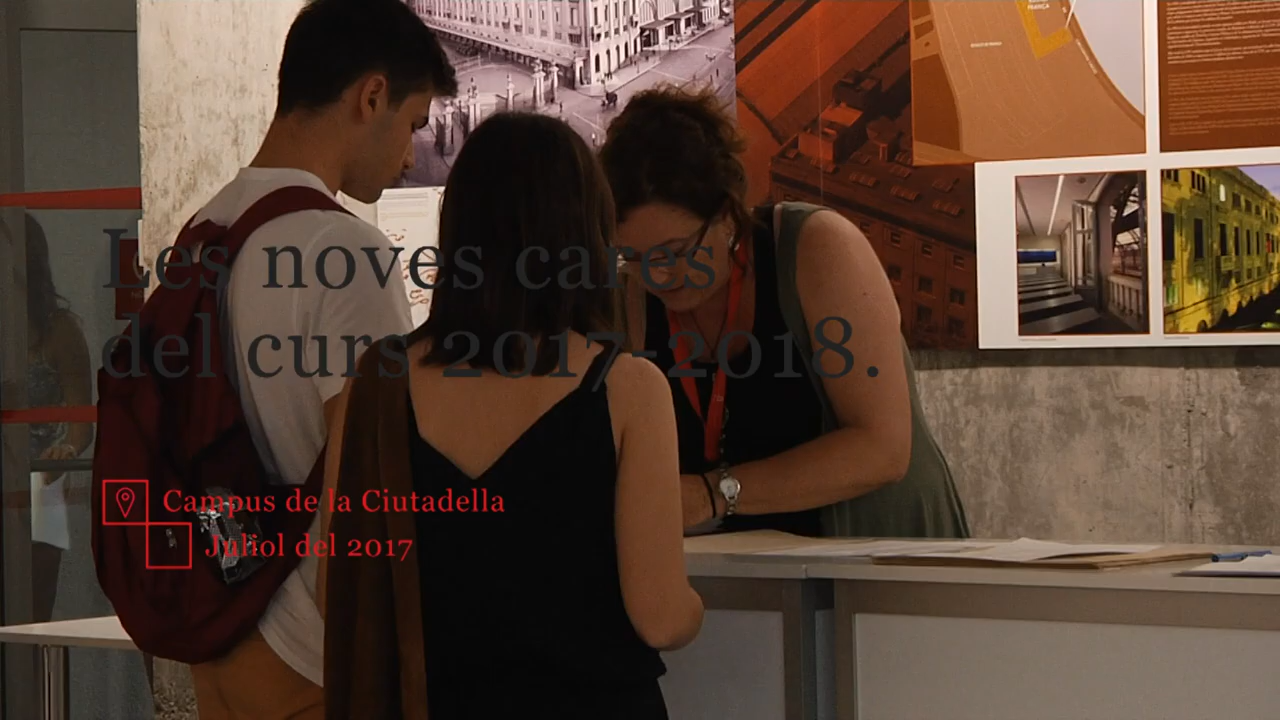 Les noves cares
del curs 2017-2018.
Campus de la Ciutadella
Juliol del 2017